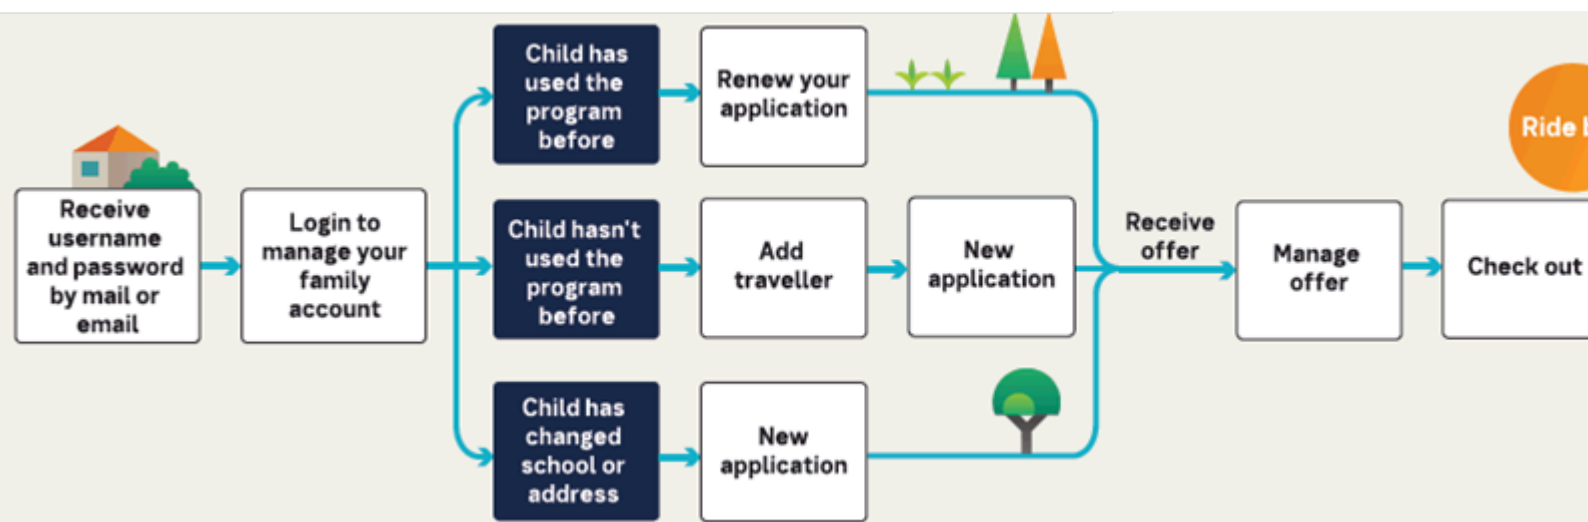 Receive
username
and password
by mail or
email
Login to
manage your
family
account
Child has
used the
program
before
Renew your
application
Child hasn't
used the
program
before
Add
traveller
New
application
Child has
changed
school or
address
New
application
Receive
offer
Manage
offer
Check out
Ride